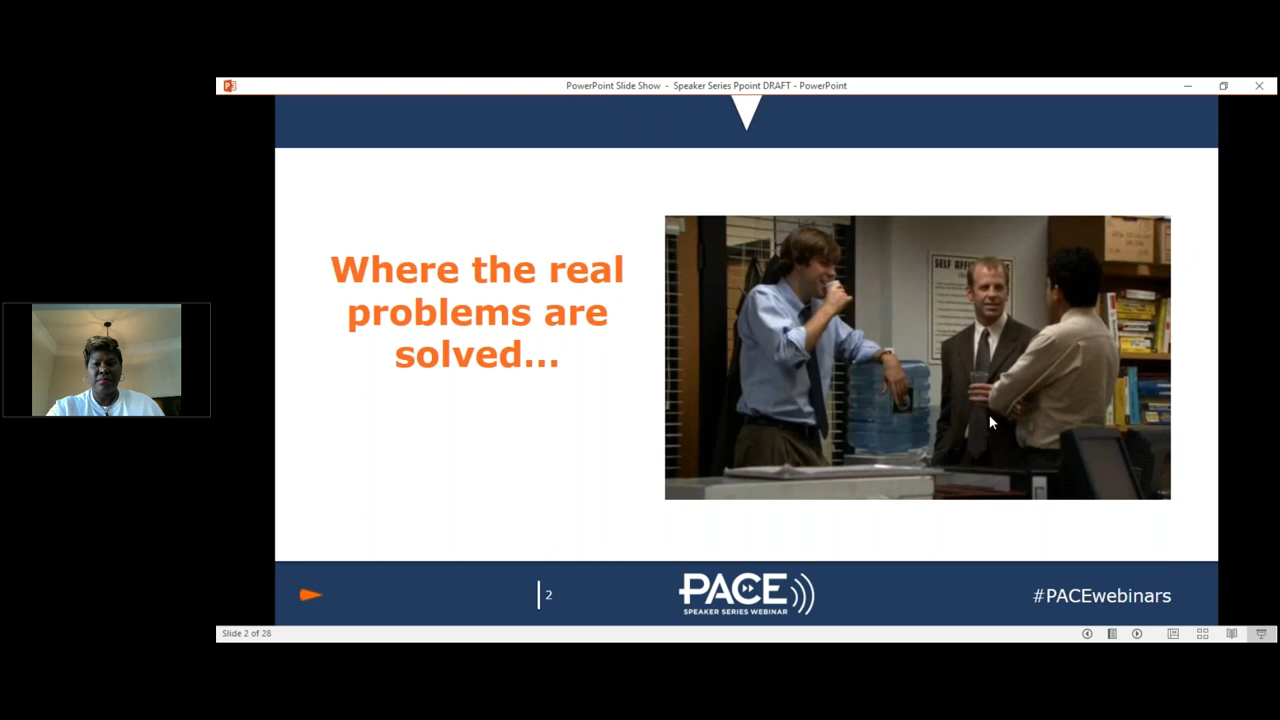 PowerPoint Slide Show - Speaker Series Ppoint DRAFT - PowerPoint
Where the real
problems are
solved...
2
PACE
SPEAKER SERIES WEBINAR
#PACEwebinars
Slide 2 of 28